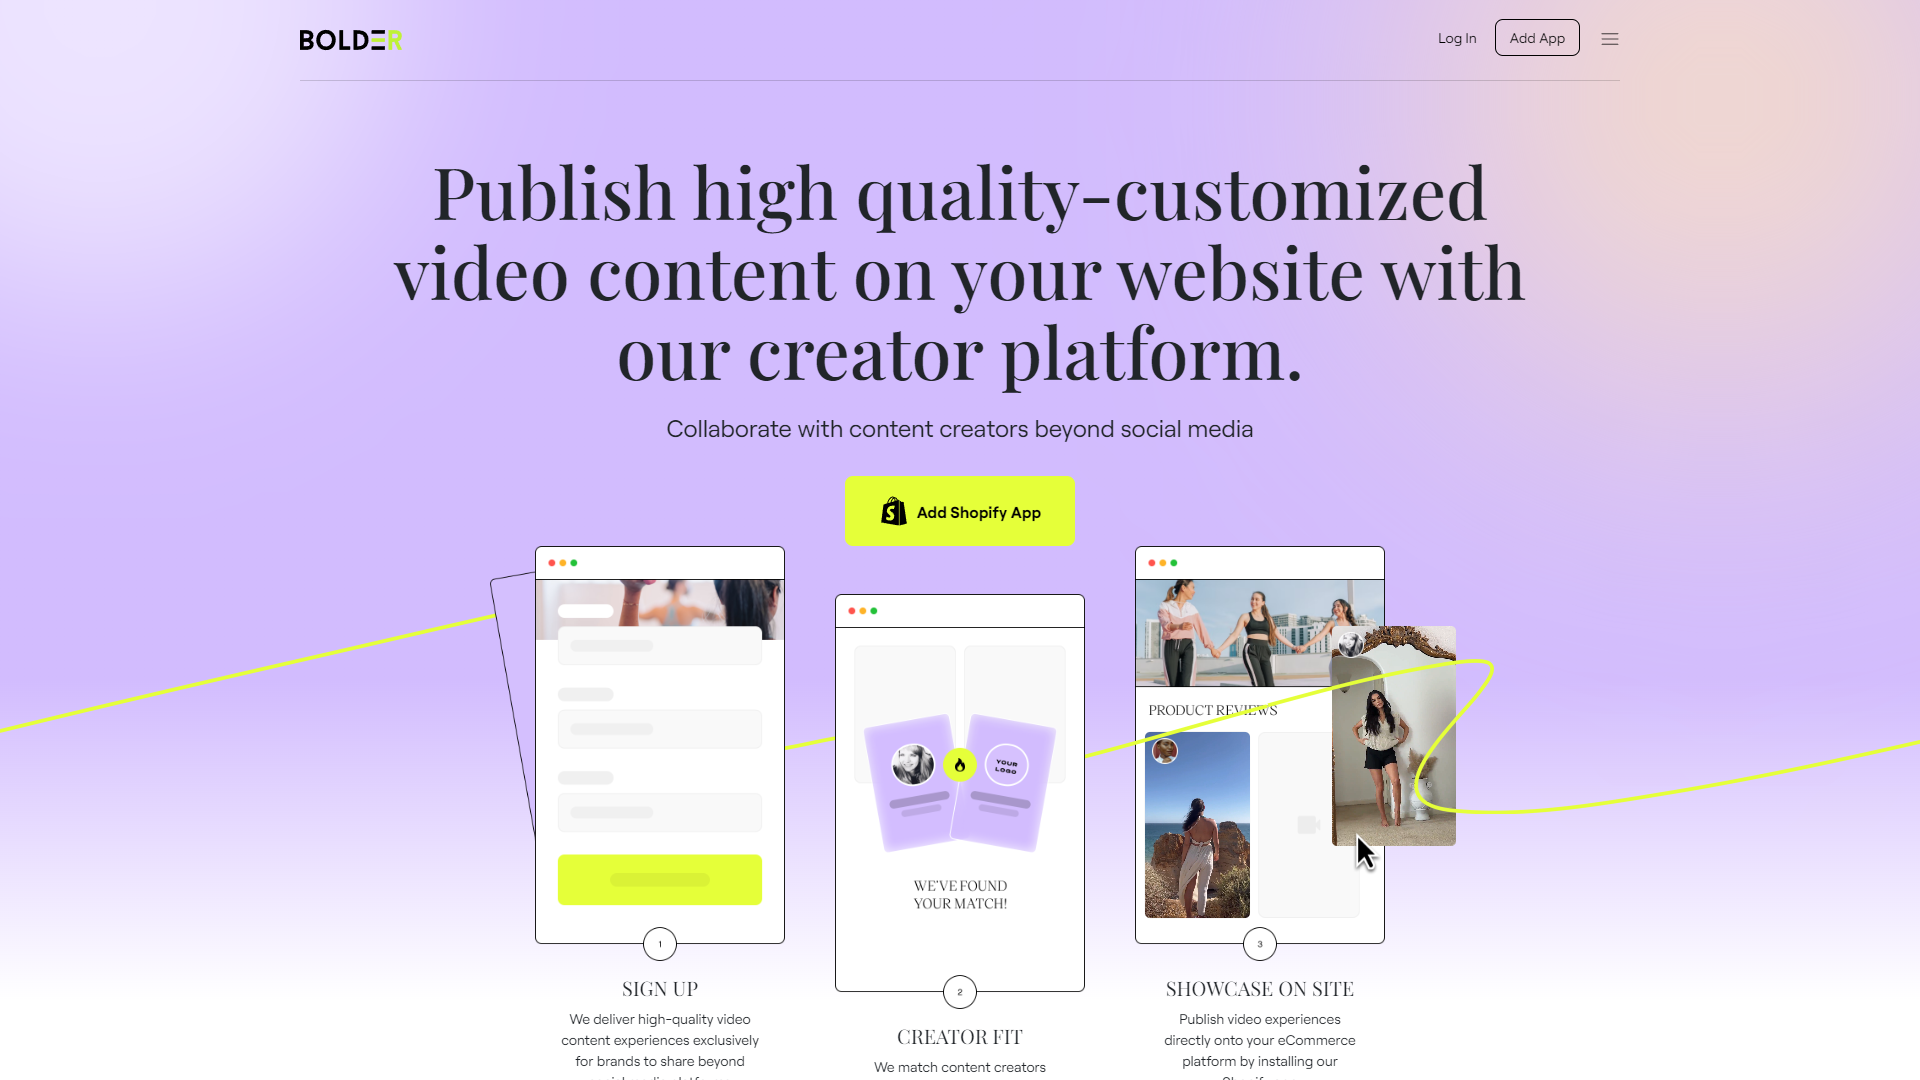 BOLDER
Log In
Add App
Publish high quality-customized
video content on your website with
our creator platform.
Collaborate with content creators beyond social media
Add Shopify App
PRODUCT REVIEWS
YOUR
LOGO
WE'VE FOUND
YOUR MATCH!
1
SIGN UP
We deliver high-quality video
content experiences exclusively
for brands to share beyond
2
CREATOR FIT
We match content creators
3
SHOWCASE ON SITE
Publish video experiences
directly onto your eCommerce
platform by installing our